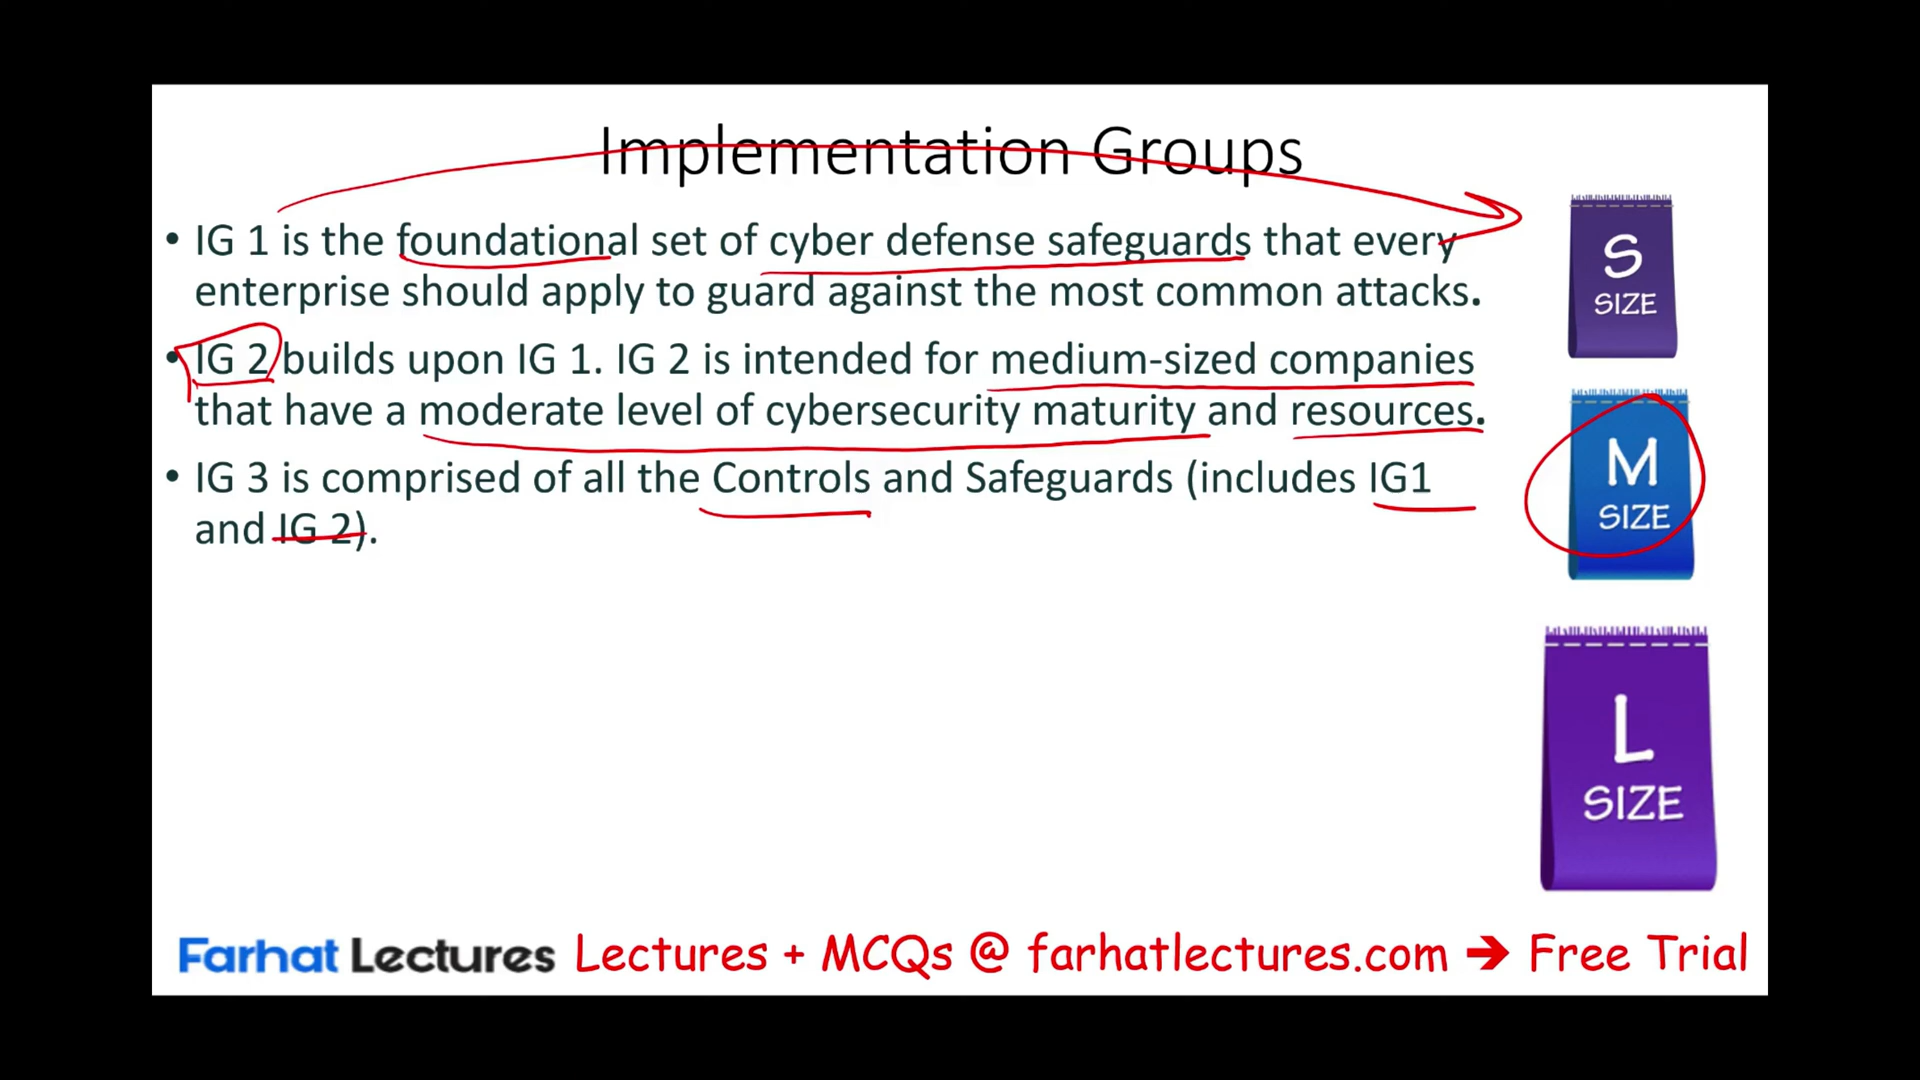 Implementation Groups
• IG 1 is the foundational set of cyber defense safeguards that every
enterprise should apply to guard against the most common attacks.
• IG 2 builds upon IG 1. IG 2 is intended for medium-sized companies
that have a moderate level of cybersecurity maturity and resources.
• IG 3 is comprised of all the Controls and Safeguards (includes IG1
and IG 2).
S
SIZE
M
SIZE
L
SIZE
Farhat Lectures Lectures + MCQs @ farhatlectures.com ➔ Free Trial